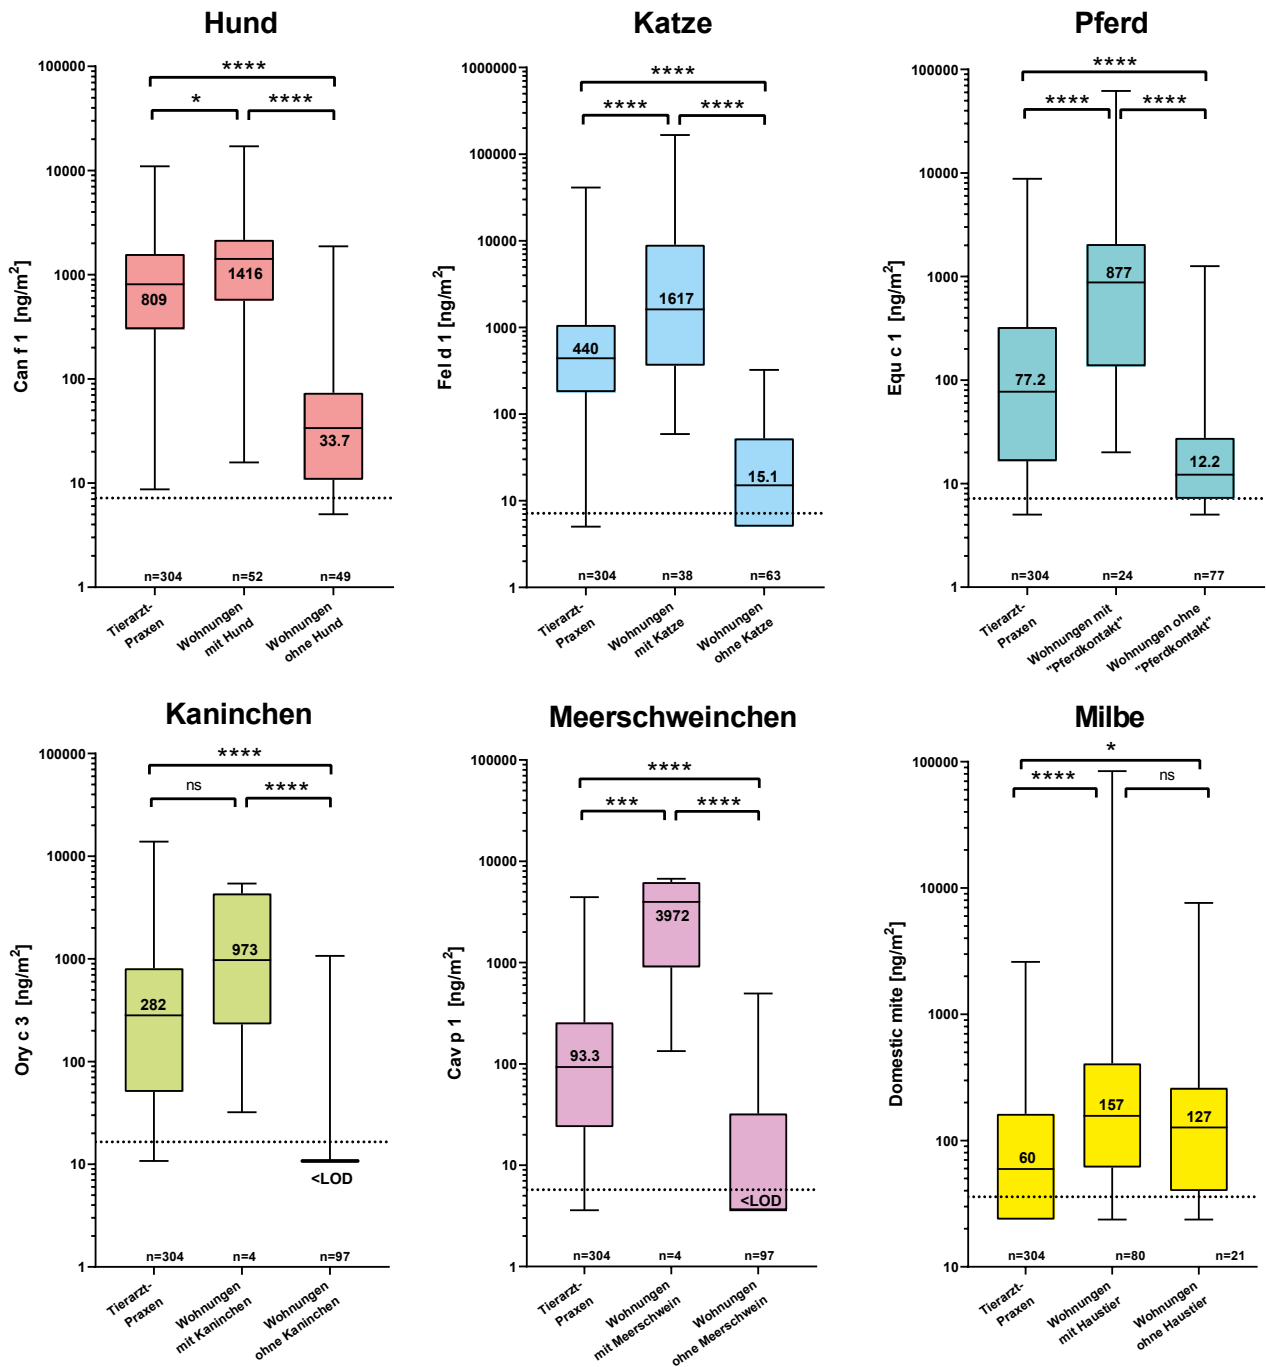 Hund
Can f 1 [ng/m²]
100000
10000
1000
100
10
1
****
*
****
809
1416
33.7
n=304
n=52
n=49
Tierarzt-
Praxen
Wohnungen
mit Hund
Wohnungen
ohne Hund
Katze
Fel d 1 [ng/m²]
1000000
100000
10000
1000
100
10
1
****
****
****
440
1617
15.1
n=304
n=38
n=63
Tierarzt-
Praxen
Wohnungen
mit Katze
Wohnungen
ohne Katze
Pferd
Equ c 1 [ng/m²]
100000
10000
1000
100
10
1
****
****
****
77.2
877
12.2
n=304
n=24
n=77
Tierarzt-
Praxen
Wohnungen mit
"Pferdkontakt"
Wohnungen ohne
"Pferdkontakt"
Kaninchen
Ory c 3 [ng/m²]
100000
10000
1000
100
10
1
****
ns
****
282
973
<LOD
n=304
n=4
n=97
Tierarzt-
Praxen
Wohnungen
mit Kaninchen
Wohnungen
ohne Kaninchen
Meerschweinchen
Cav p 1 [ng/m²]
100000
10000
1000
100
10
1
****
***
****
93.3
3972
<LOD
n=304
n=4
n=97
Tierarzt-
Praxen
Wohnungen
mit Meerschwein
Wohnungen
ohne Meerschwein
Milbe
Domestic mite [ng/m²]
100000
10000
1000
100
10
*
****
ns
60
157
127
n=304
n=80
n=21
Tierarzt-
Praxen
Wohnungen
mit Haustier
Wohnungen
ohne Haustier